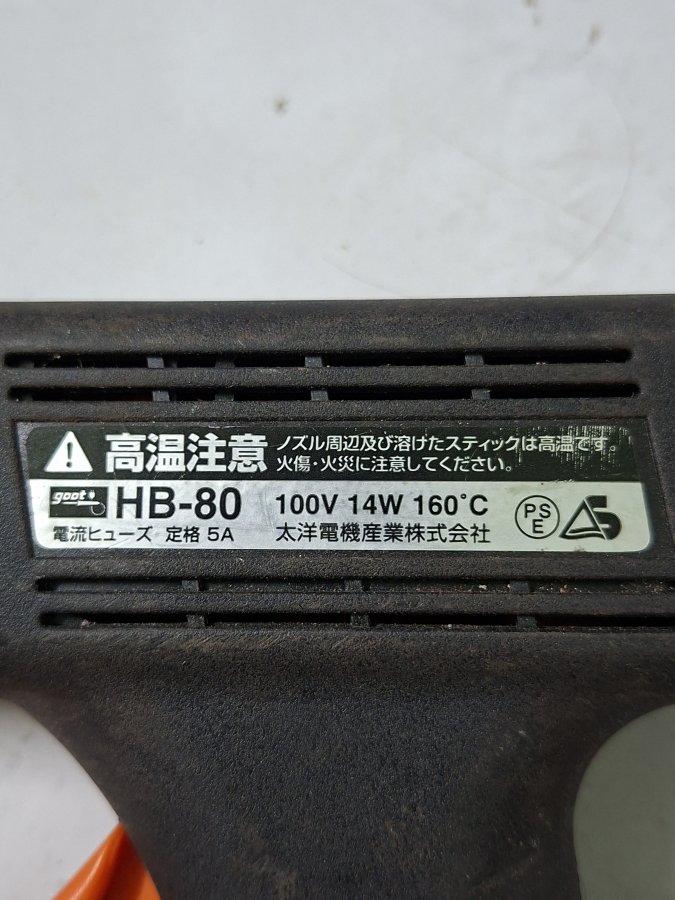 高温注意 ノズル周辺及び溶けたスティックは高温です。
火傷・火災に注意してください。
goot HB-80 100V 14W 160°C PS E
電流ヒューズ 定格 5A 太洋電機産業株式会社